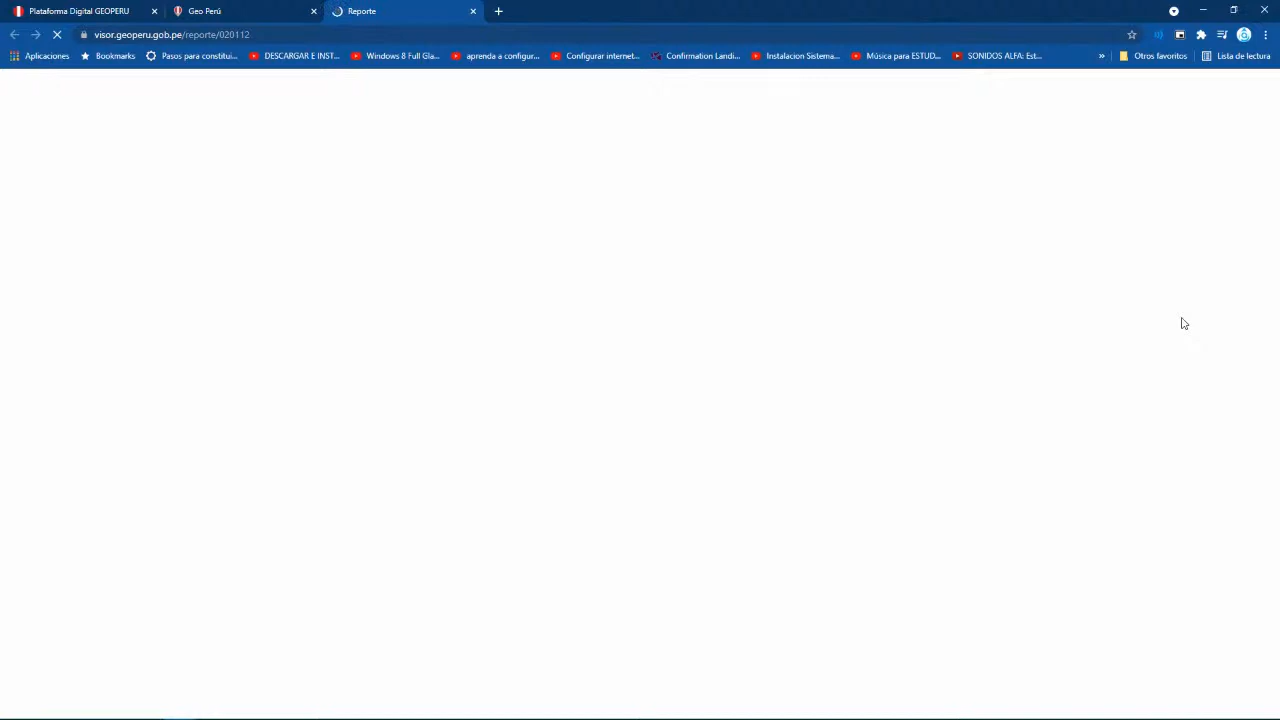 Plataforma Digital GEOPERU
Geo Perú
Reporte
visor.geoperu.gob.pe/reporte/020112
Aplicaciones
Bookmarks
Pasos para constitui...
DESCARGAR E INST...
Windows 8 Full Gla...
aprenda a configur...
Configurar internet...
Confirmation Landi...
Instalacion Sistema...
Música para ESTUD...
SONIDOS ALFA: Est...
»
Otros favoritos
Lista de lectura